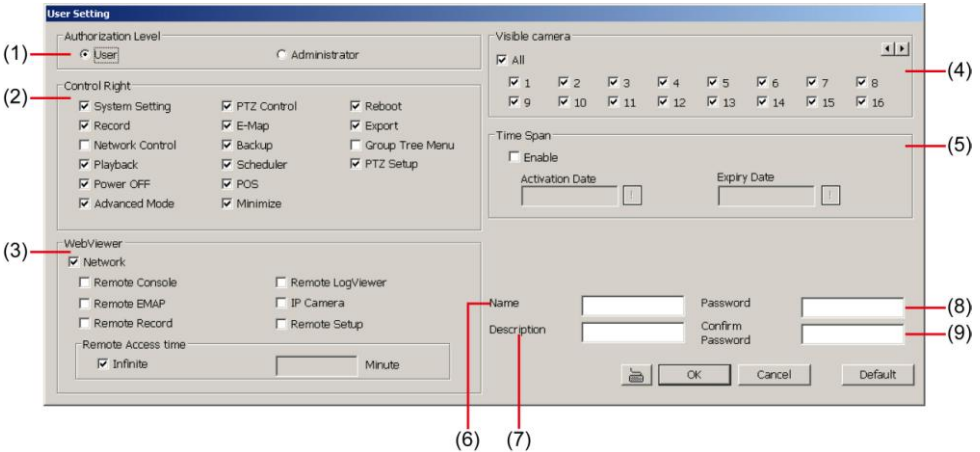 User Setting
Authorization Level
(1) User Administrator
Control Right
(2) System Setting PTZ Control Reboot
Record E-Map Export
Network Control Backup Group Tree Menu
Playback Scheduler PTZ Setup
Power OFF POS
Advanced Mode Minimize
WebViewer
(3) Network
Remote Console Remote LogViewer
Remote EMAP IP Camera
Remote Record Remote Setup
Remote Access time
Infinite Minute
Visible camera
All (4)
1 2 3 4 5 6 7 8
9 10 11 12 13 14 15 16
Time Span (5)
Enable
Activation Date Expiry Date
Name Password (8)
Description Confirm Password (9)
OK Cancel Default
(6) (7)